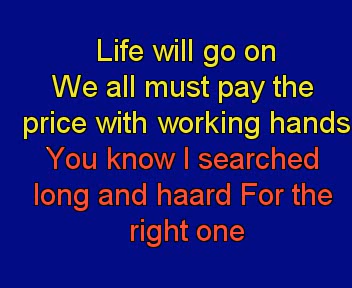 Life will go on
We all must pay the
price with working hands
You know I searched
long and haard For the
right one